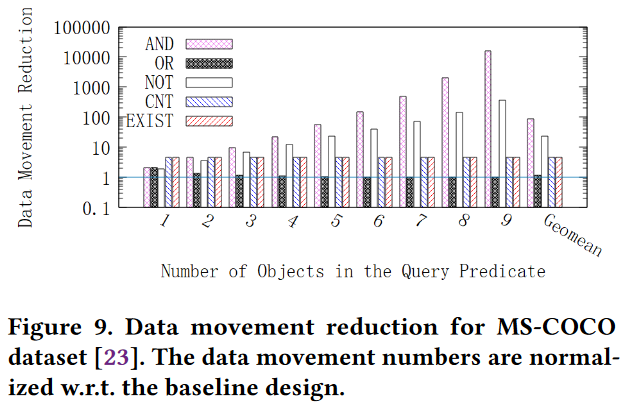 Data Movement Reduction
100000
10000
1000
100
10
1
0.1
AND
OR
NOT
CNT
EXIST
1
2
3
4
5
6
7
8
9
Geomean
Number of Objects in the Query Predicate
Figure 9. Data movement reduction for MS-COCO
dataset [23]. The data movement numbers are normal-
ized w.r.t. the baseline design.